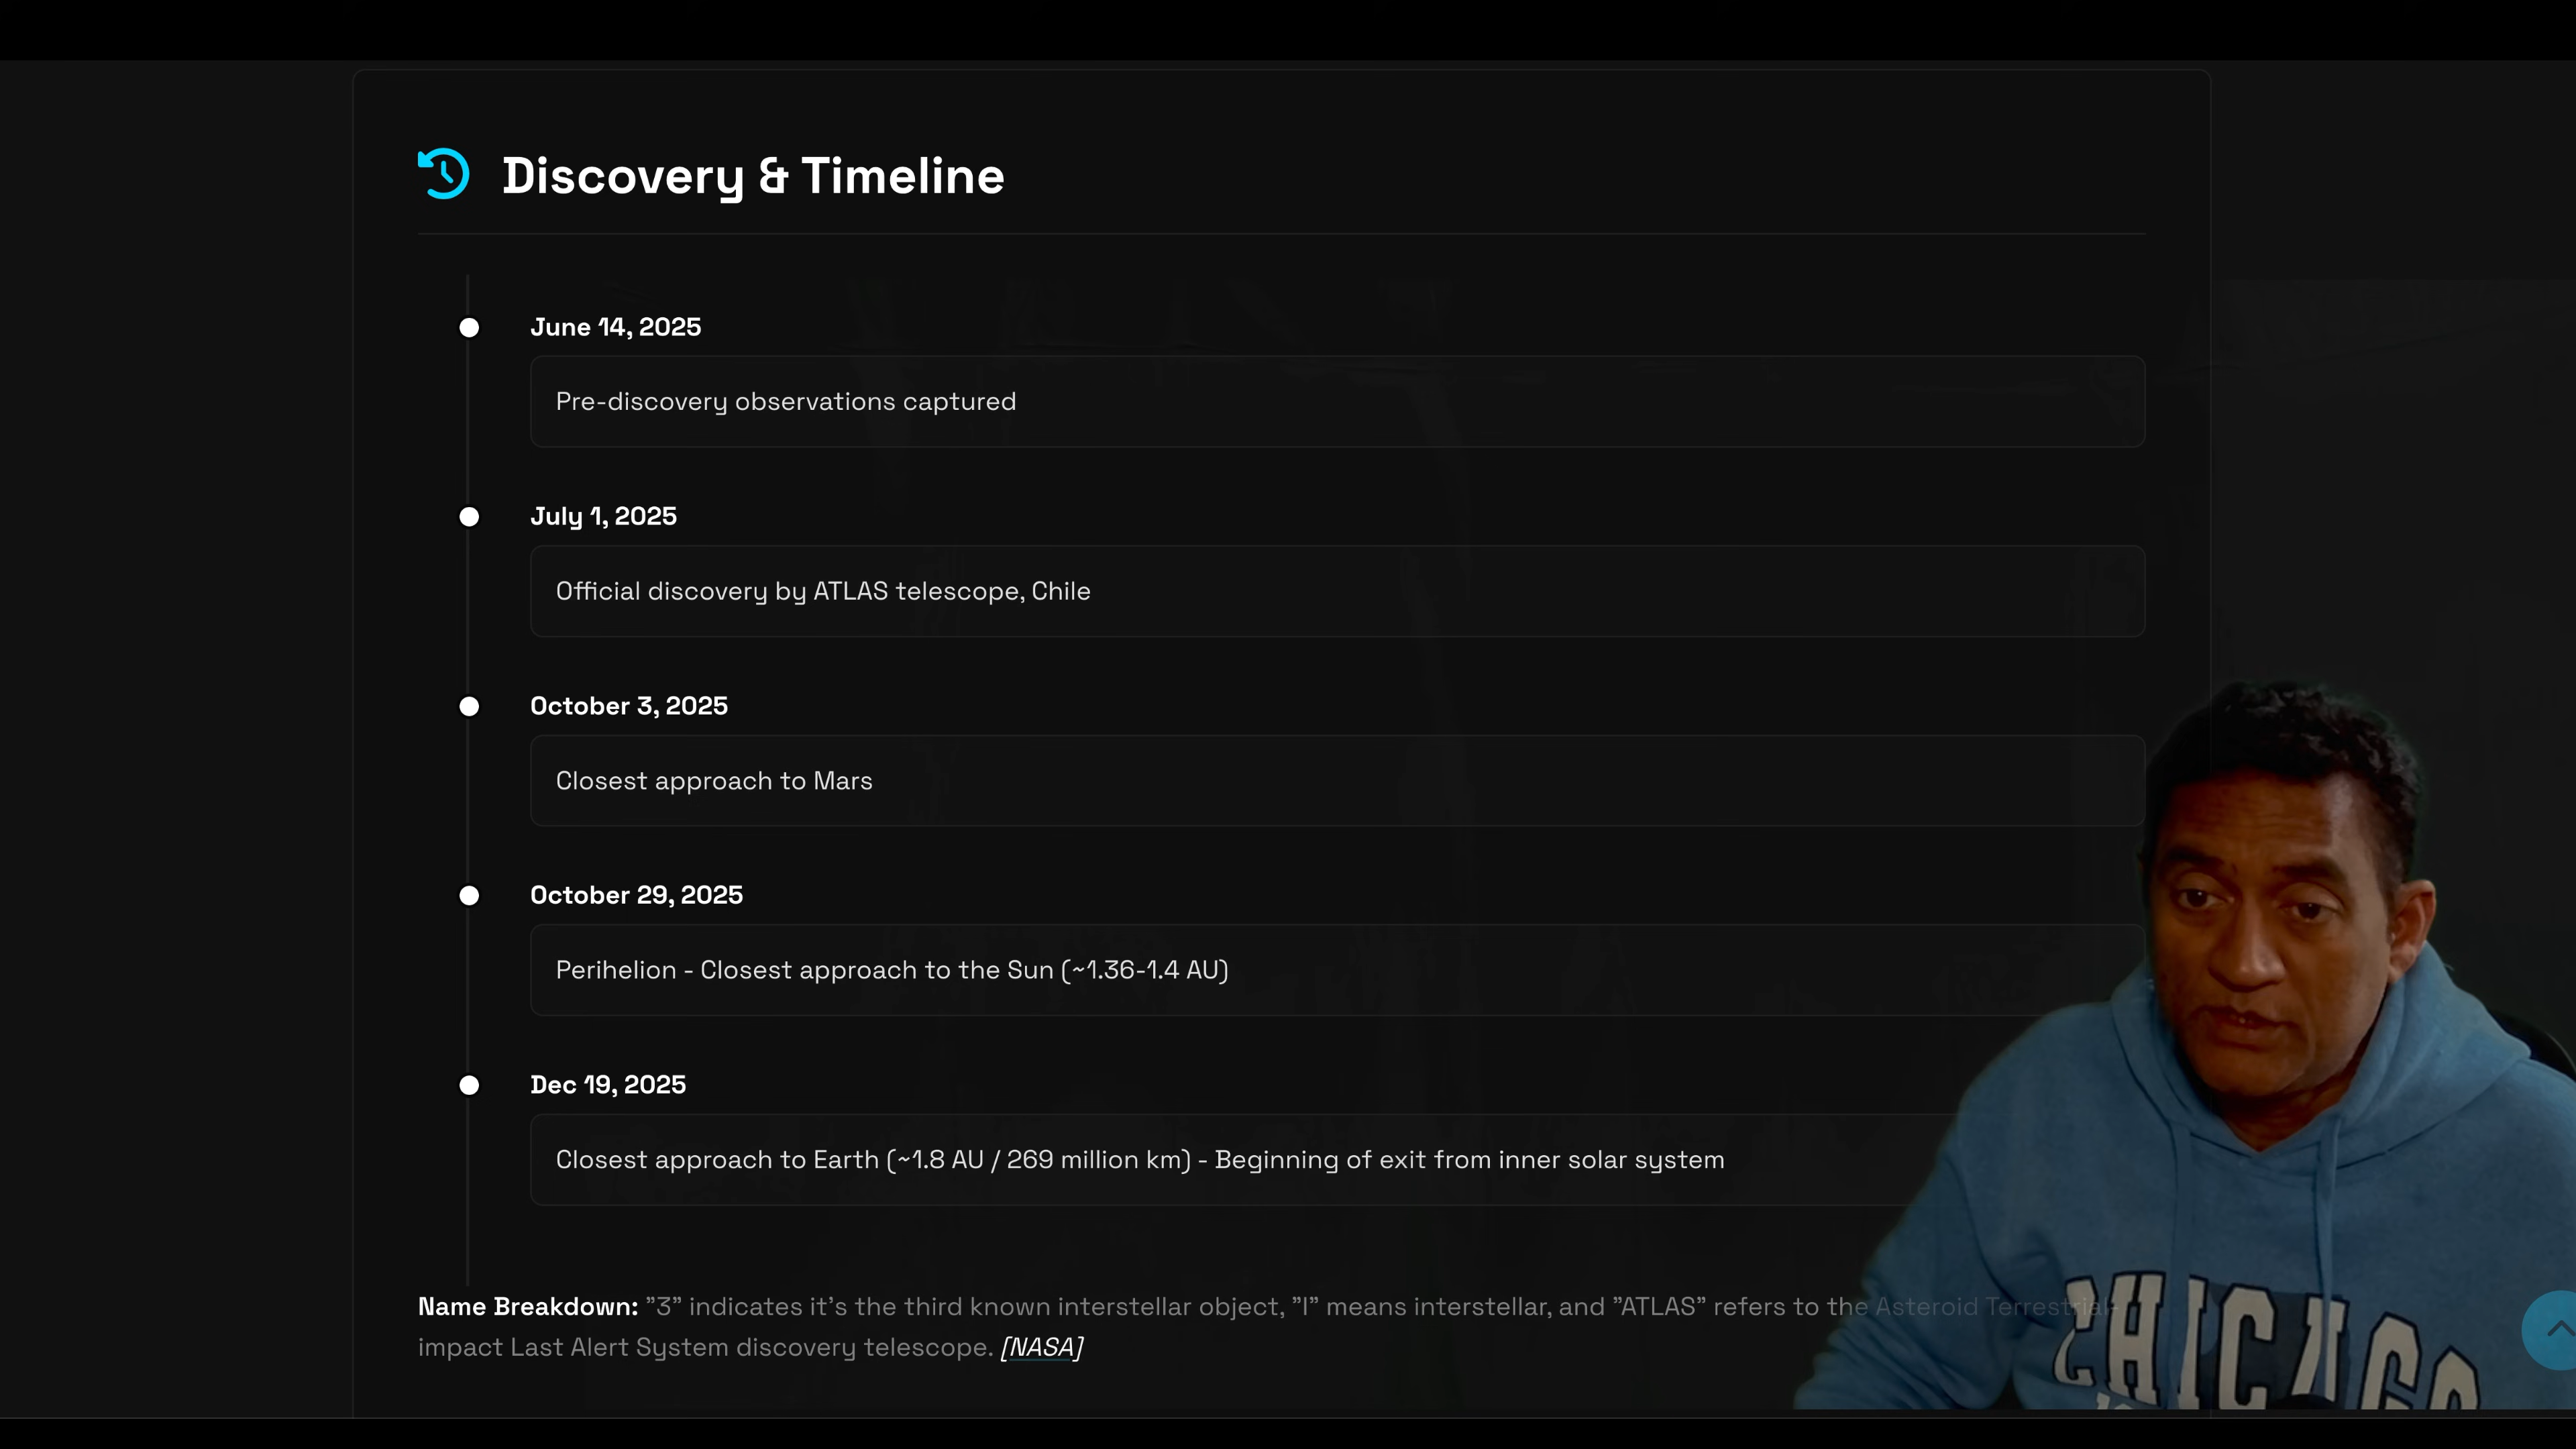 Discovery & Timeline
June 14, 2025
Pre-discovery observations captured
July 1, 2025
Official discovery by ATLAS telescope, Chile
October 3, 2025
Closest approach to Mars
October 29, 2025
Perihelion - Closest approach to the Sun (~1.36-1.4 AU)
Dec 19, 2025
Closest approach to Earth (~1.8 AU / 269 million km) - Beginning of exit from inner solar system
Name Breakdown: "3" indicates it's the third known interstellar object, "I" means interstellar, and "ATLAS" refers to the Asteroid Terrestrial-
impact Last Alert System discovery telescope. [NASA]
CHICAGO